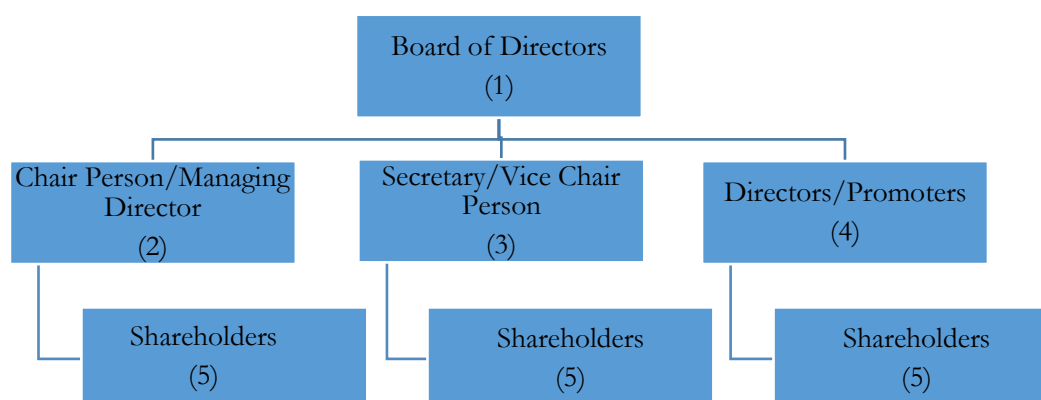 Board of Directors
(1)
Chair Person/Managing
Director
(2)
Secretary/Vice Chair
Person
(3)
Directors/Promoters
(4)
Shareholders
(5)
Shareholders
(5)
Shareholders
(5)